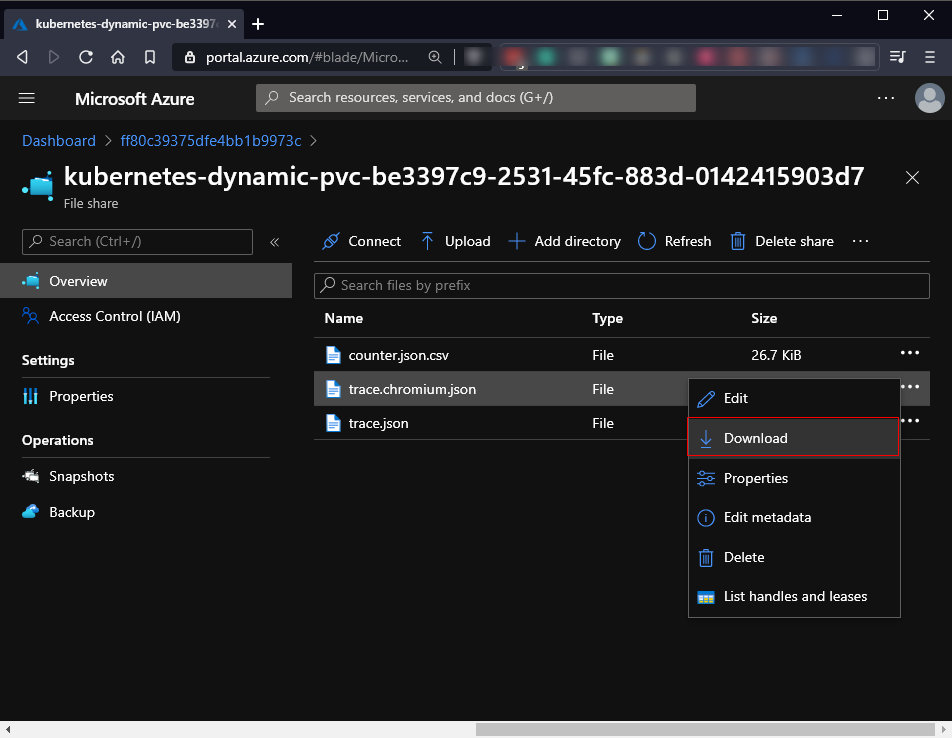 kubernetes-dynamic-pvc-be3397c
portal.azure.com/#blade/Micro...
Microsoft Azure
Search resources, services, and docs (G+/)
Dashboard > ff80c39375dfe4bb1b9973c >
kubernetes-dynamic-pvc-be3397c9-2531-45fc-883d-0142415903d7
File share
Search (Ctrl+/)
«
Connect
Upload
Add directory
Refresh
Delete share
...
Overview
Access Control (IAM)
Settings
Properties
Operations
Snapshots
Backup
Search files by prefix
Name Type Size
counter.json.csv File 26.7 KiB
trace.chromium.json File
trace.json File
Edit
Download
Properties
Edit metadata
Delete
List handles and leases